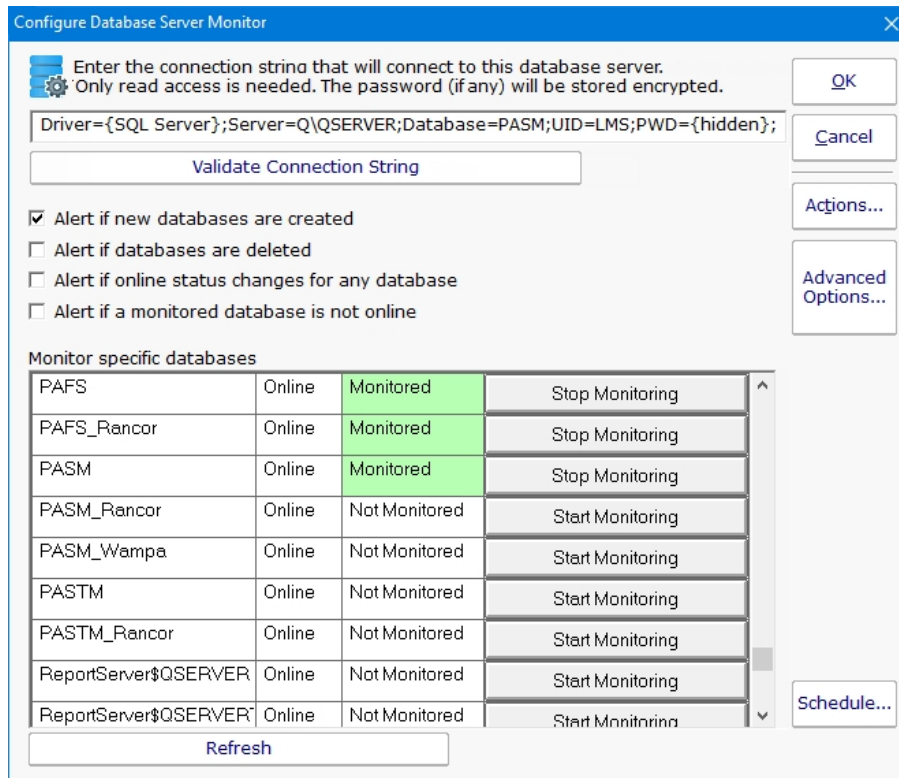 Configure Database Server Monitor
Enter the connection string that will connect to this database server.
Only read access is needed. The password (if any) will be stored encrypted.
OK
Driver={SQL Server};Server=Q\QSERVER;Database=PASM;UID=LMS;PWD={hidden};
Cancel
Validate Connection String
Actions...
Alert if new databases are created
Alert if databases are deleted
Alert if online status changes for any database
Alert if a monitored database is not online
Advanced
Options...
Monitor specific databases
PAFS Online Monitored Stop Monitoring
PAFS_Rancor Online Monitored Stop Monitoring
PASM Online Monitored Stop Monitoring
PASM_Rancor Online Not Monitored Start Monitoring
PASM_Wampa Online Not Monitored Start Monitoring
PASTM Online Not Monitored Start Monitoring
PASTM_Rancor Online Not Monitored Start Monitoring
ReportServer$QSERVER Online Not Monitored Start Monitoring
ReportServer$QSERVER Online Not Monitored Start Monitoring
Schedule...
Refresh